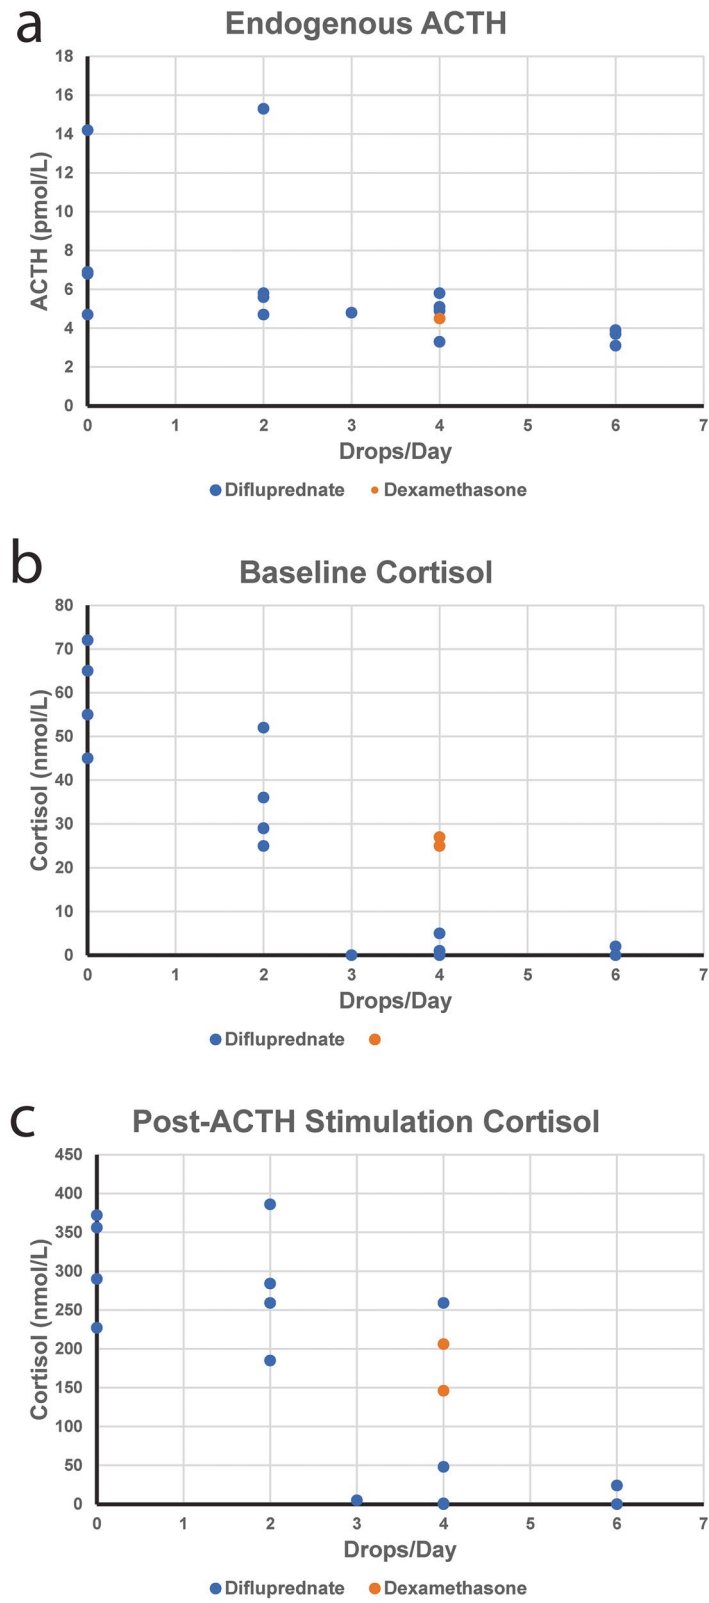 a
Endogenous ACTH
18
16
14
12
10
8
6
4
2
0
ACTH (pmol/L)
0 1 2 3 4 5 6 7
Drops/Day
Difluprednate Dexamethasone
b
Baseline Cortisol
80
70
60
50
40
30
20
10
0
Cortisol (nmol/L)
0 1 2 3 4 5 6 7
Drops/Day
Difluprednate
c
Post-ACTH Stimulation Cortisol
450
400
350
300
250
200
150
100
50
0
Cortisol (nmol/L)
0 1 2 3 4 5 6 7
Drops/Day
Difluprednate Dexamethasone